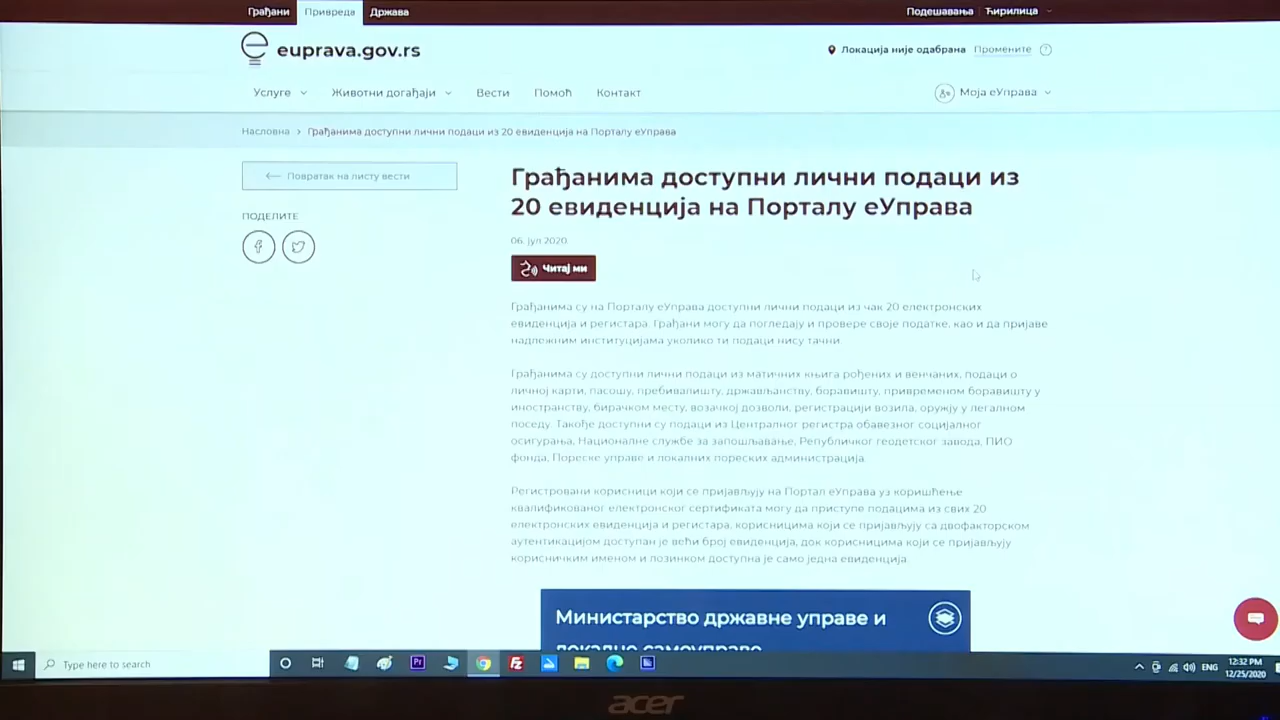 Грађани Привреда Држава
Подешавања Ћирилица
euprava.gov.rs
Локација није одабрана Промените ?
Услуге Животни догађаји Вести Помоћ Контакт
Моја еУправа
Насловна > Грађанима доступни лични подаци из 20 евиденција на Порталу еУправа
Повратак на листу вести
ПОДЕЛИТЕ
Грађанима доступни лични подаци из
20 евиденција на Порталу еУправа
06. јул 2020.
Читај ми
Грађанима су на Порталу еУправа доступни лични подаци из чак 20 електронских
евиденција и регистара. Грађани могу да погледају и провере своје податке, као и да пријаве
надлежним институцијама уколико ти подаци нису тачни.
Грађанима су доступни лични подаци из матичних књига рођених и венчаних, подаци о
личној карти, пасошу, пребивалишту, држављанству, боравишту, привременом боравишту у
иностранству, бирачком месту, возачкој дозволи, регистрацији возила, оружју у легалном
поседу. Такође доступни су подаци из Централног регистра обавезног социјалног
осигурања, Националне службе за запошљавање, Републичког геодетског завода, ПИО
фонда, Пореске управе и локалних пореских администрација.
Регистровани корисници који се пријављују на Портал еУправа уз коришћење
квалификованог електронског сертификата могу да приступе подацима из свих 20
електронских евиденција и регистара, корисницима који се пријављују са двофакторском
аутентикацијом доступан је већи број евиденција, док корисницима који се пријављују
корисничким именом и лозинком доступна је само једна евиденција
Министарство државне управе и
локалне самоуправе
Type here to search
Pr
ENG
12:32 PM
12/25/2020
acer